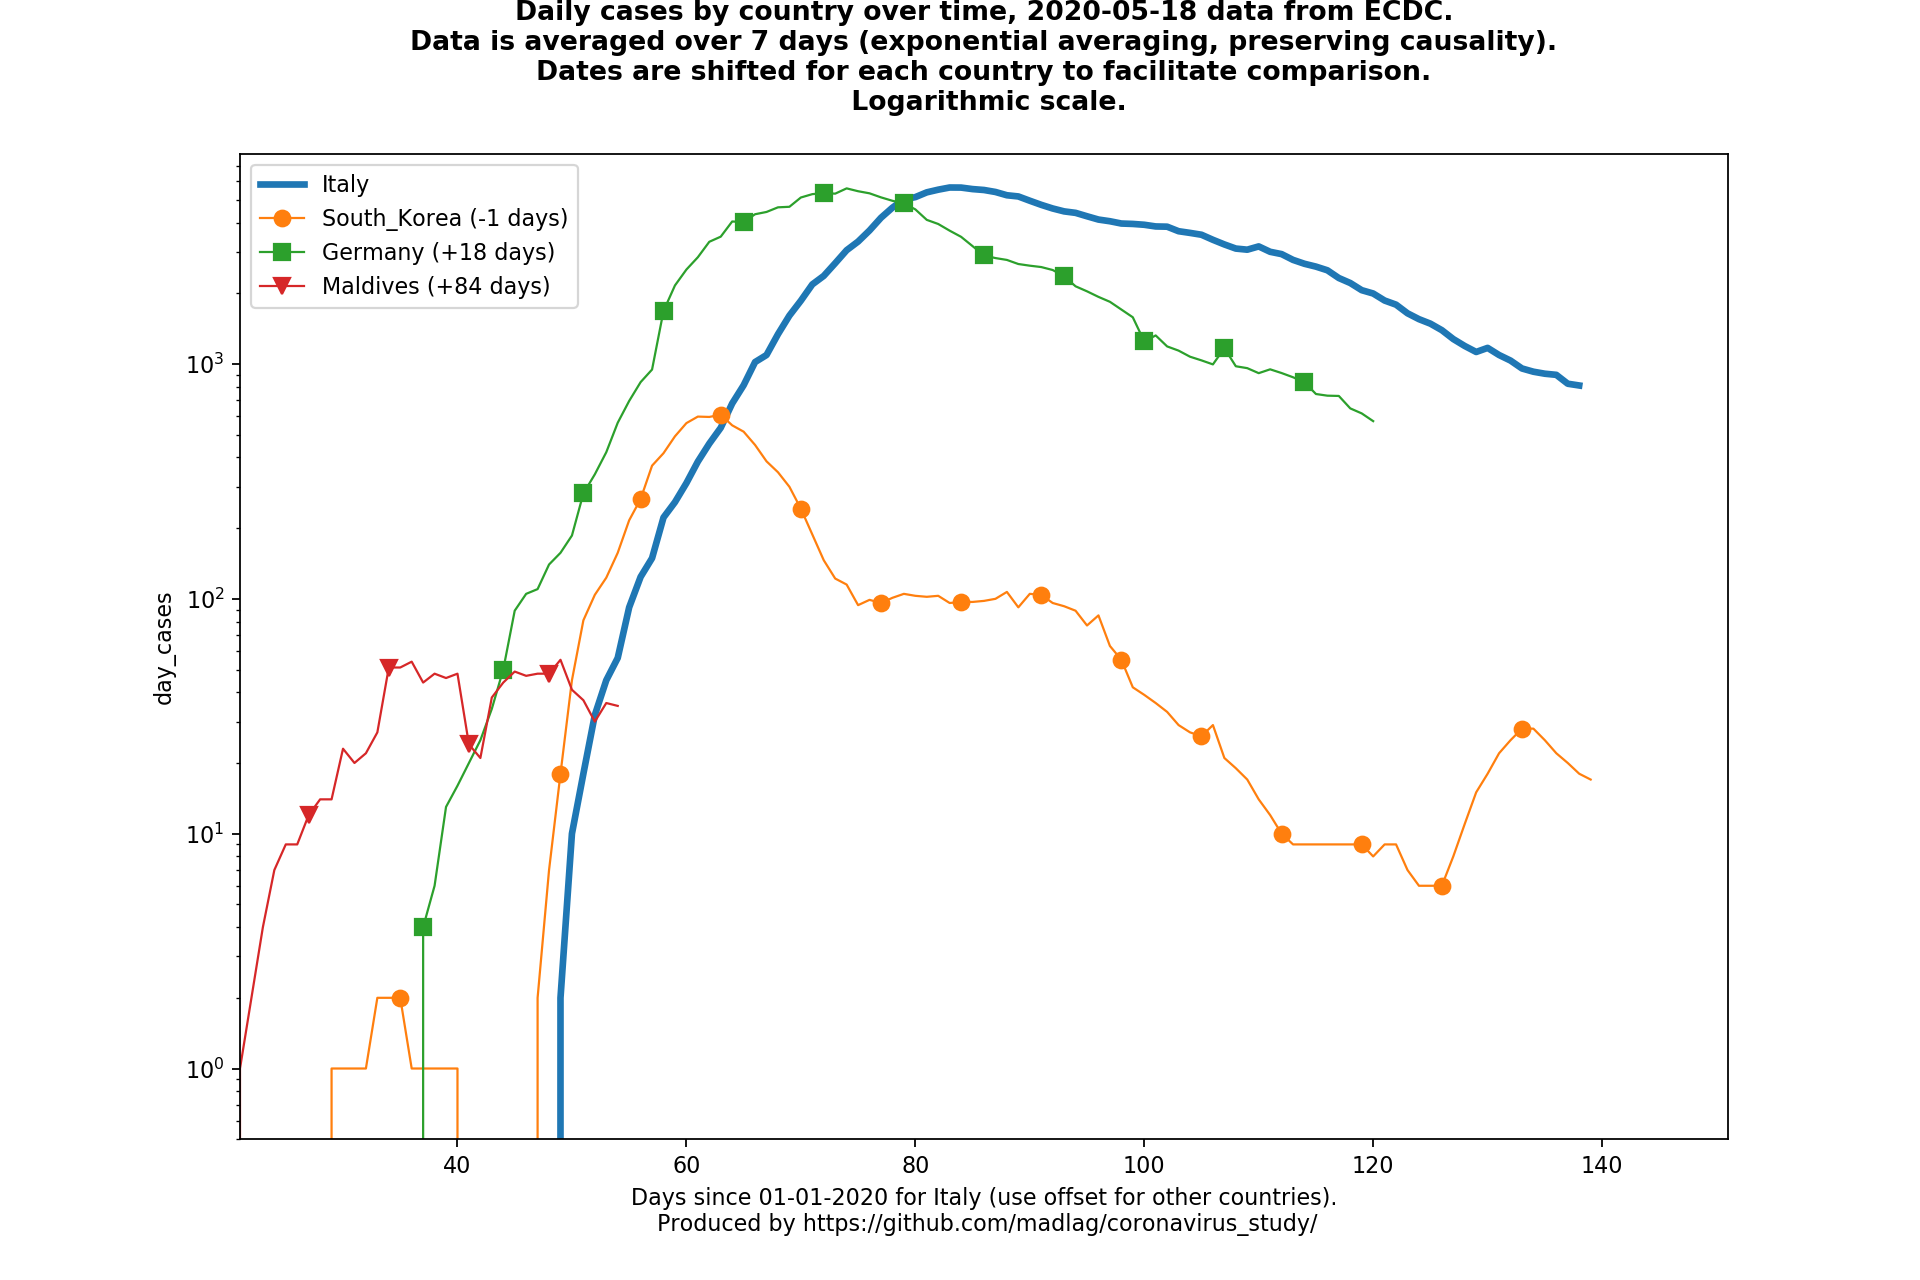 Daily cases by country over time, 2020-05-18 data from ECDC.
Data is averaged over 7 days (exponential averaging, preserving causality).
Dates are shifted for each country to facilitate comparison.
Logarithmic scale.
Italy
South_Korea (-1 days)
Germany (+18 days)
Maldives (+84 days)
10³
10²
10¹
10⁰
day_cases
40 60 80 100 120 140
Days since 01-01-2020 for Italy (use offset for other countries).
Produced by https://github.com/madlag/coronavirus_study/